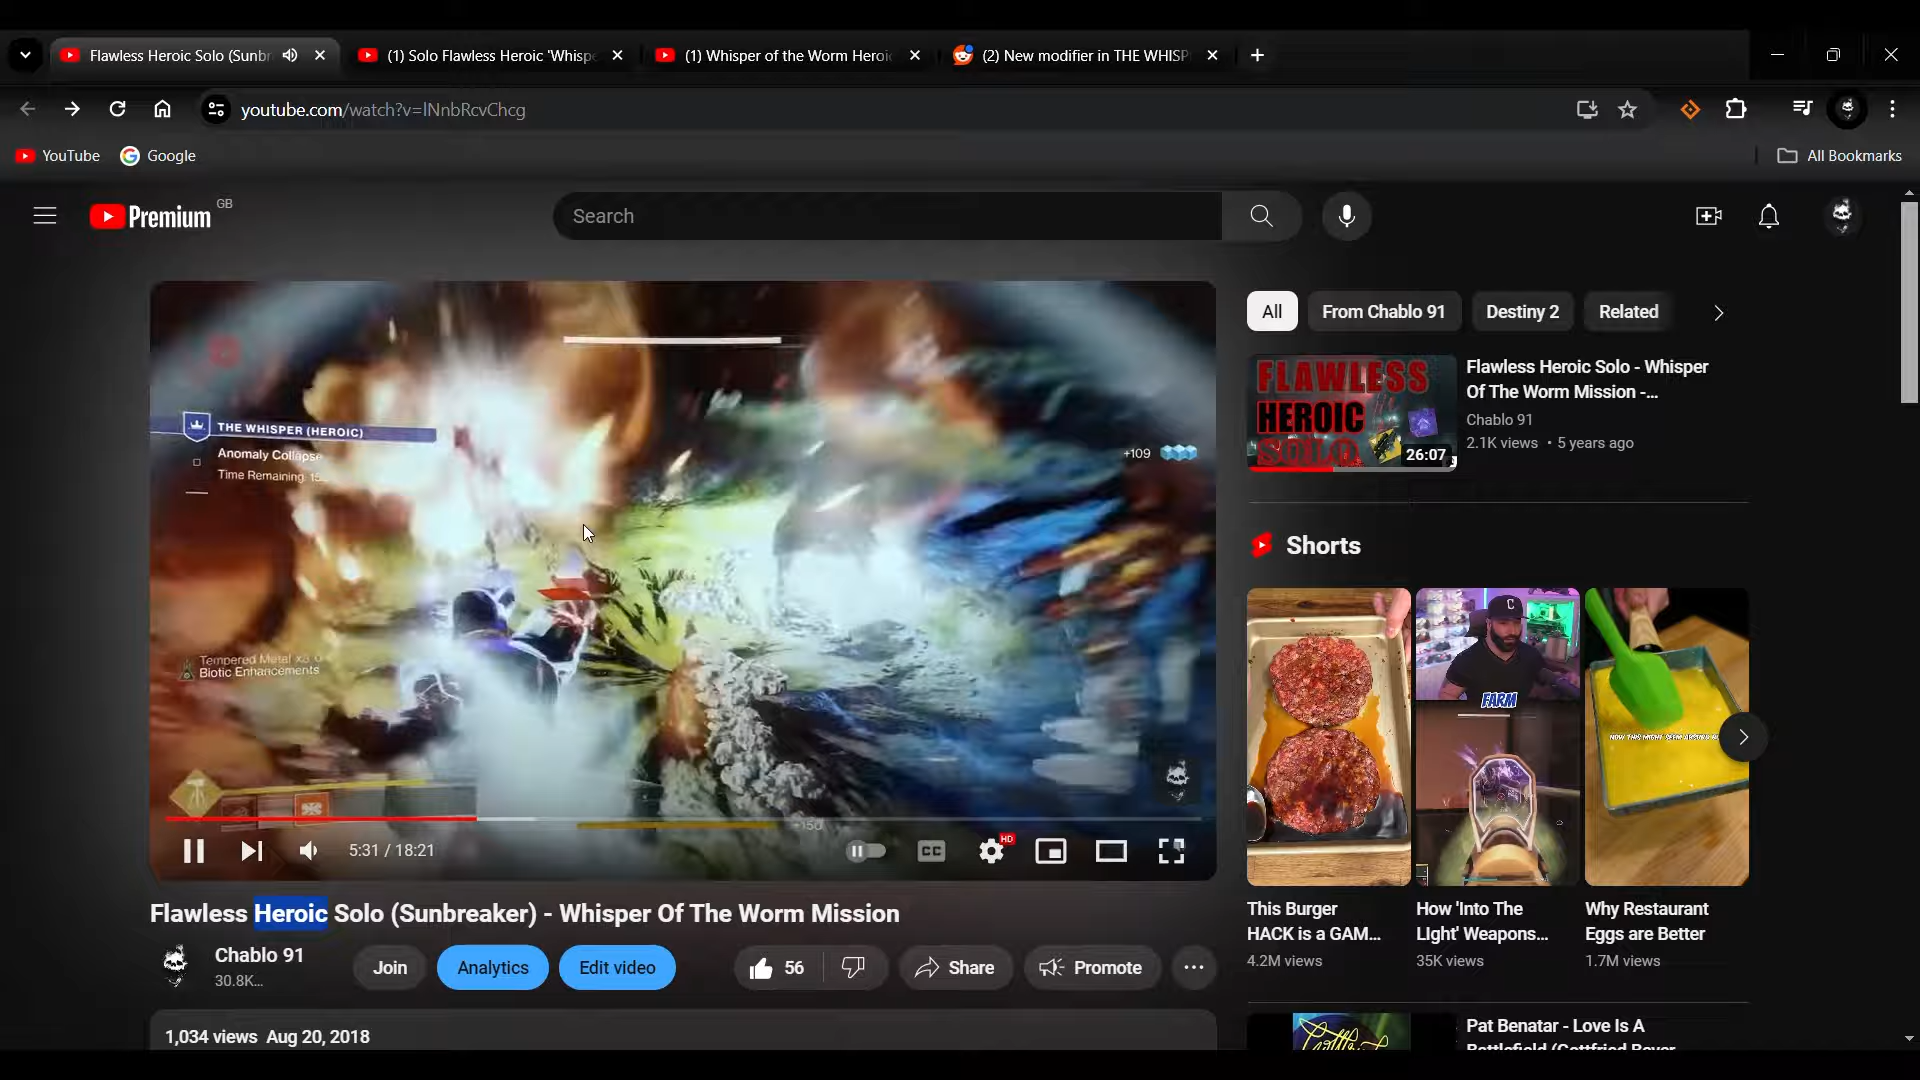 Flawless Heroic Solo (Sunbr
(1) Solo Flawless Heroic 'Whispe
(1) Whisper of the Worm Heroi
(2) New modifier in THE WHISP
youtube.com/watch?v=lNnbRcvChcg
YouTube
Google
All Bookmarks
Premium
GB
Search
All
From Chablo 91
Destiny 2
Related
THE WHISPER (HEROIC)
Anomaly Collapse
Time Remaining: 15
+109
Tempered Metal x3
Biotic Enhancements
HD
CC
5:31 / 18:21
FLAWLESS
HEROIC
SOLO
26:07
Flawless Heroic Solo - Whisper
Of The Worm Mission -...
Chablo 91
2.1K views • 5 years ago
Shorts
C
FARM
This Burger
HACK is a GAM...
4.2M views
How 'Into The
LIght' Weapons...
35K views
Why Restaurant
Eggs are Better
1.7M views
Flawless Heroic Solo (Sunbreaker) - Whisper Of The Worm Mission
Chablo 91
30.8K...
Join
Analytics
Edit video
56
Share
Promote
1,034 views Aug 20, 2018
Pat Benatar - Love Is A